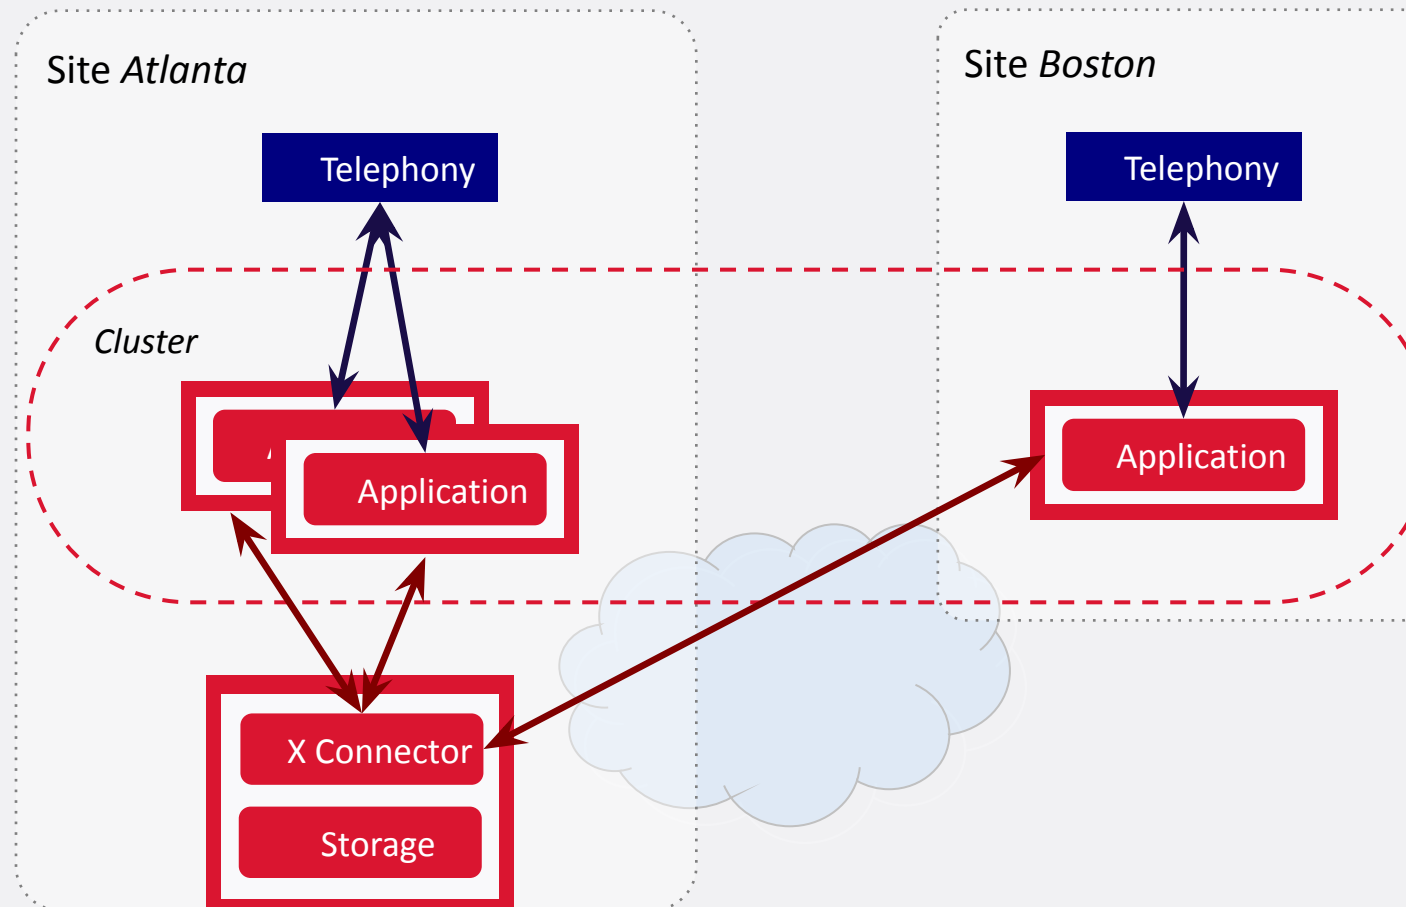 Site Atlanta
Site Boston
Telephony
Telephony
Cluster
Application
Application
X Connector
Storage